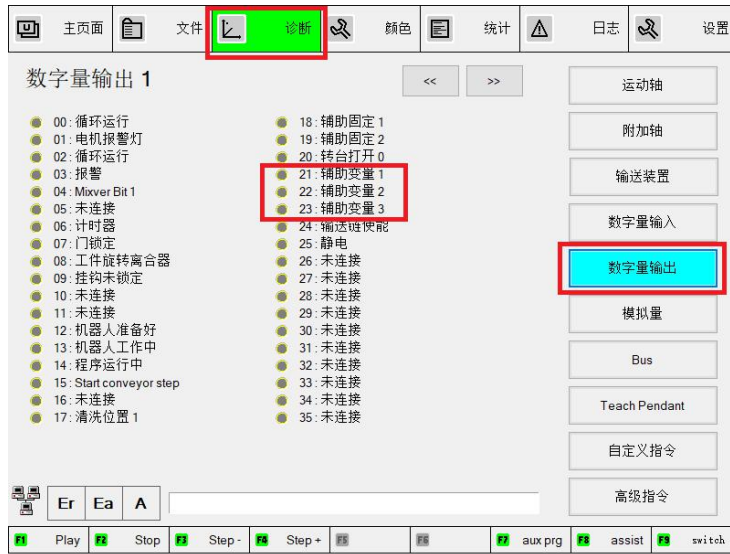 主页面 文件 诊断 颜色 统计 日志 设置
数字量输出 1
<< >>
00 : 循环运行
01 : 电机报警灯
02 : 循环运行
03 : 报警
04 : Mixver Bit 1
05 : 未连接
06 : 计时器
07 : 门锁定
08 : 工件旋转离合器
09 : 挂钩未锁定
10 : 未连接
11 : 未连接
12 : 机器人准备好
13 : 机器人工作中
14 : 程序运行中
15 : Start conveyor step
16 : 未连接
17 : 清洗位置 1
18 : 辅助固定 1
19 : 辅助固定 2
20 : 转台打开 0
21 : 辅助变量 1
22 : 辅助变量 2
23 : 辅助变量 3
24 : 输送链使能
25 : 静电
26 : 未连接
27 : 未连接
28 : 未连接
29 : 未连接
30 : 未连接
31 : 未连接
32 : 未连接
33 : 未连接
34 : 未连接
35 : 未连接
运动轴
附加轴
输送装置
数字量输入
数字量输出
模拟量
Bus
Teach Pendant
自定义指令
高级指令
Er Ea A
F1 Play F2 Stop F3 Step - F4 Step + F5 F6 F7 aux prg F8 assist F9 switch